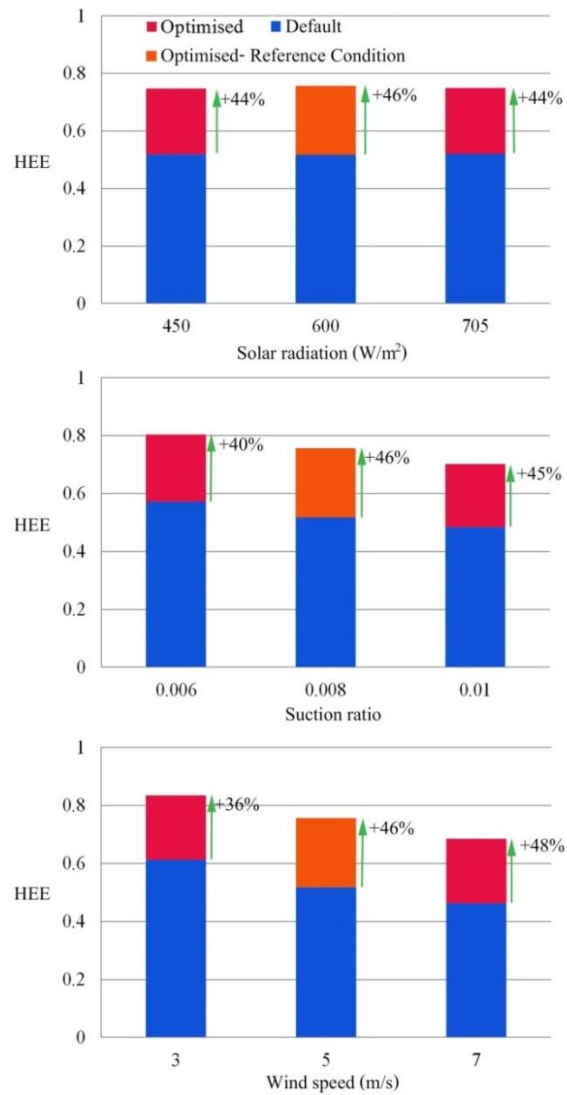 1
Optimised Default
Optimised- Reference Condition
0.8
+44% +46% +44%
0.6
HEE
0.4
0.2
0
450 600 705
Solar radiation (W/m²)
1
0.8
+40% +46% +45%
0.6
HEE
0.4
0.2
0
0.006 0.008 0.01
Suction ratio
1
0.8
+36% +46% +48%
0.6
HEE
0.4
0.2
0
3 5 7
Wind speed (m/s)